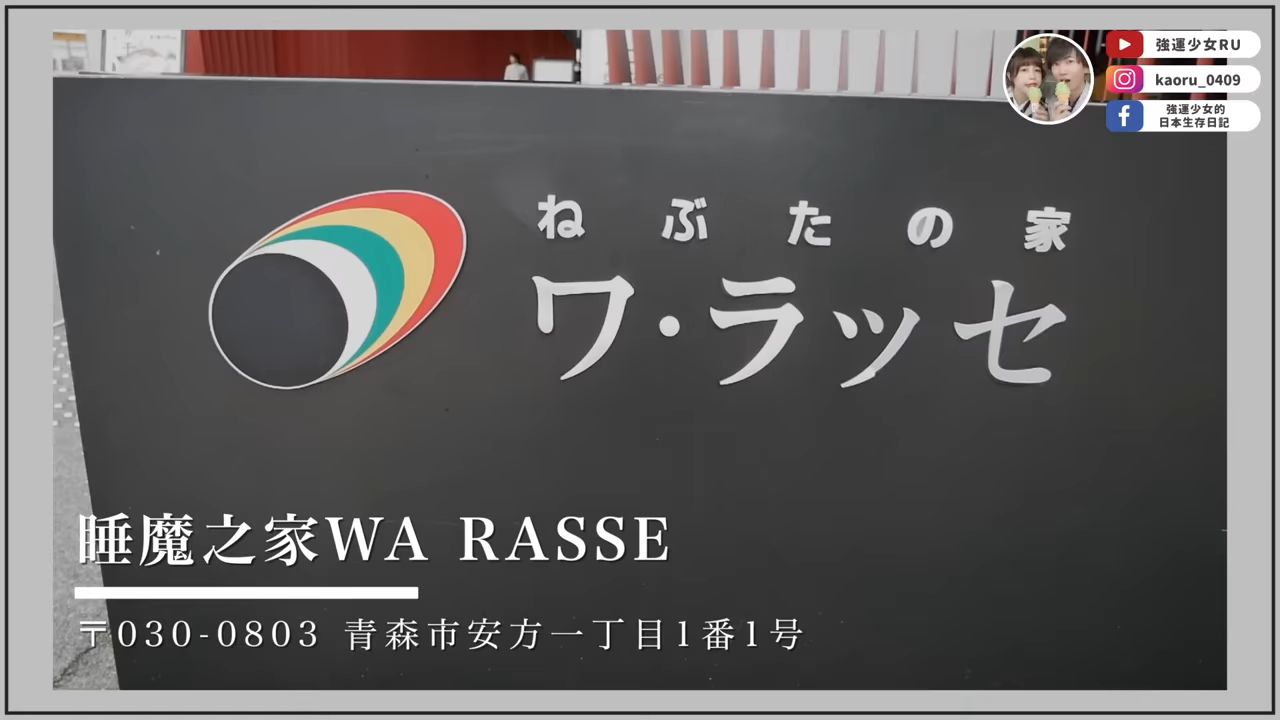 強運少女RU
kaoru_0409
強運少女的
日本生存日記
ねぶたの家
ワ・ラッセ
睡魔之家WA RASSE
〒030-0803 青森市安方一丁目1番1号